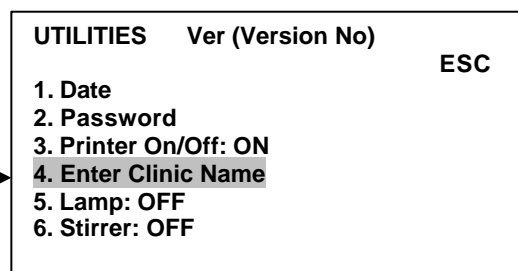 UTILITIES Ver (Version No)
ESC
1. Date
2. Password
3. Printer On/Off: ON
4. Enter Clinic Name
5. Lamp: OFF
6. Stirrer: OFF